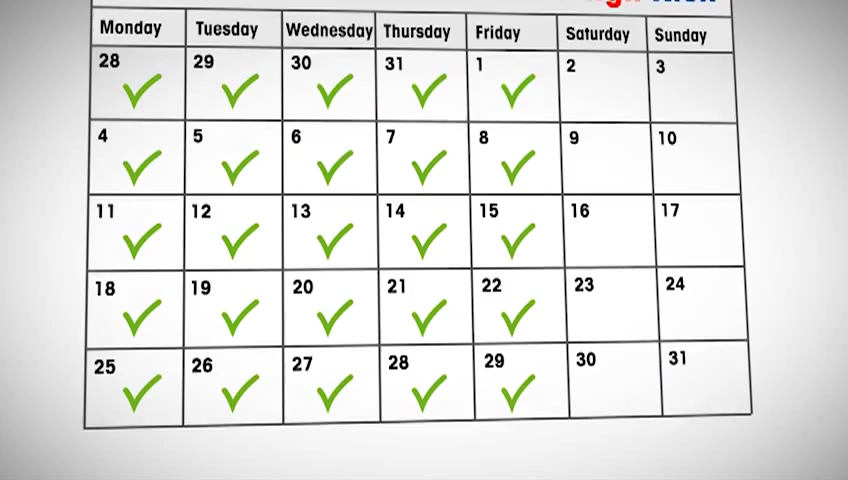 Monday Tuesday Wednesday Thursday Friday Saturday Sunday
28 29 30 31 1 2 3
4 5 6 7 8 9 10
11 12 13 14 15 16 17
18 19 20 21 22 23 24
25 26 27 28 29 30 31